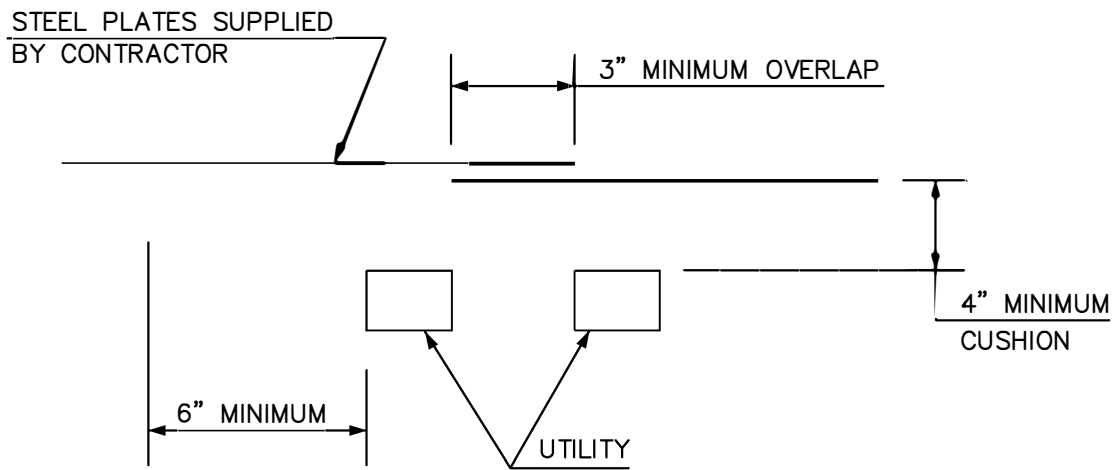 STEEL PLATES SUPPLIED
BY CONTRACTOR
3” MINIMUM OVERLAP
4” MINIMUM
CUSHION
6” MINIMUM
UTILITY